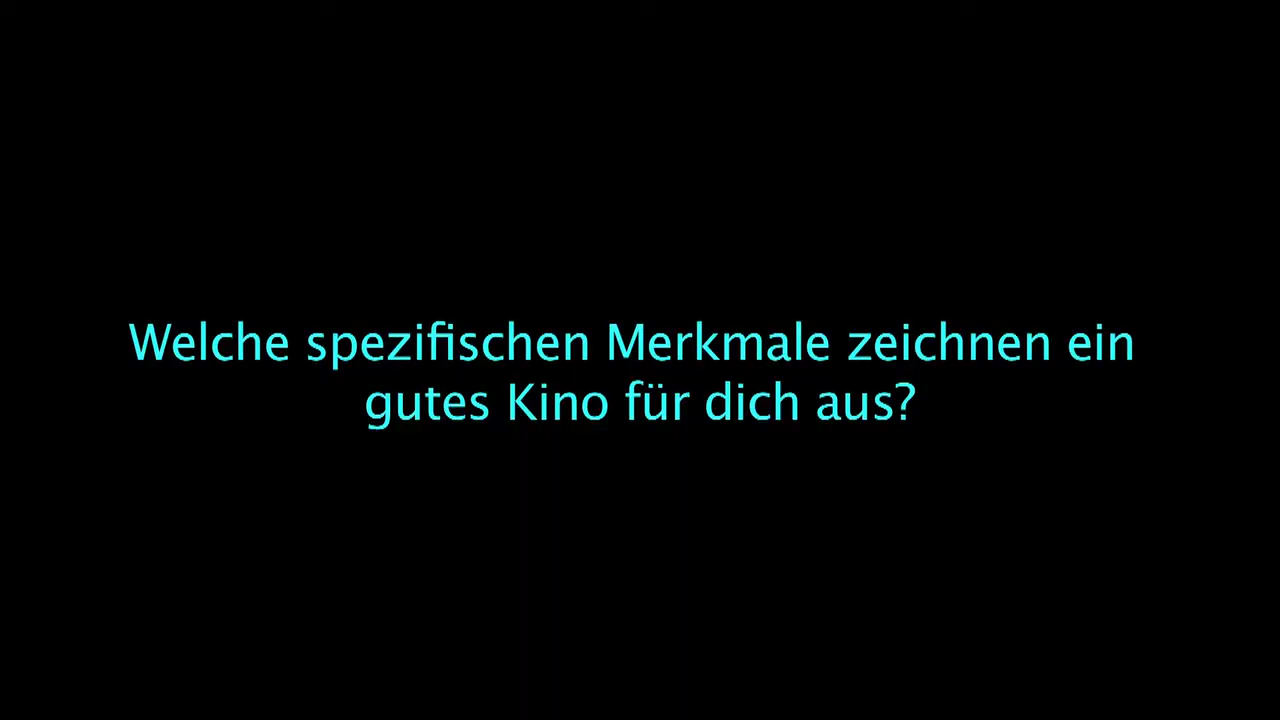 Welche spezifischen Merkmale zeichnen ein
gutes Kino für dich aus?